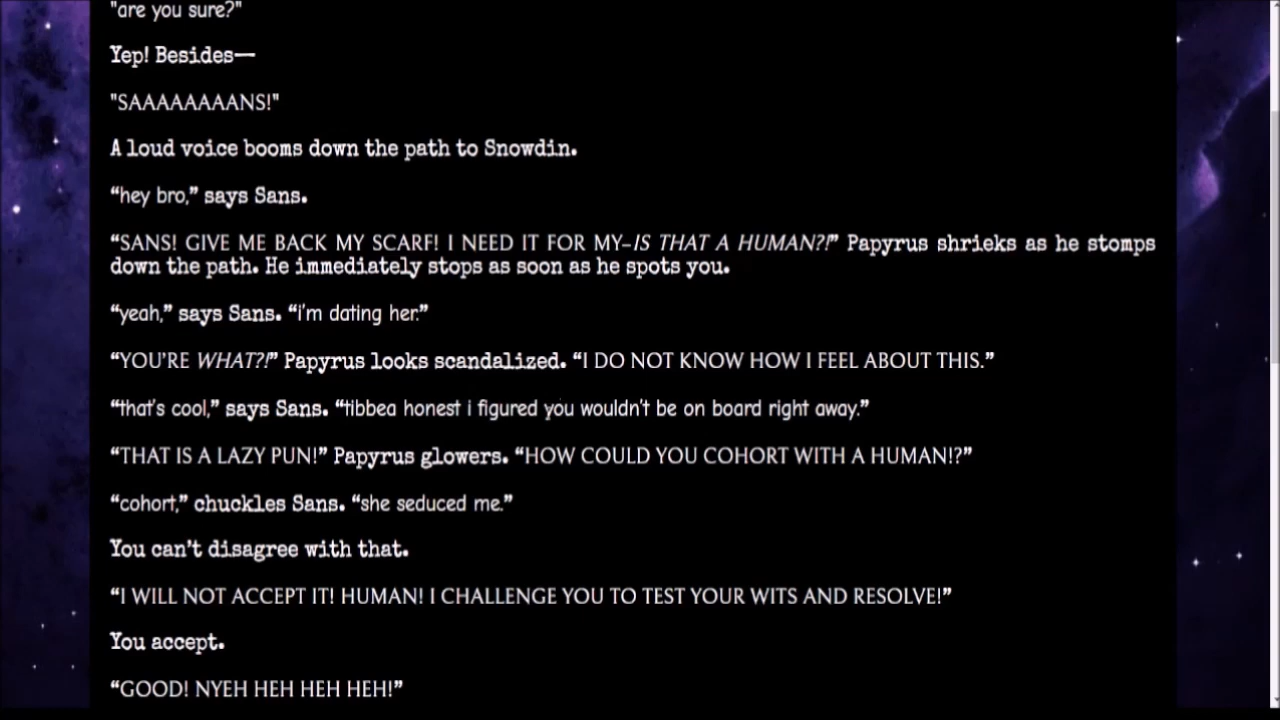 "are you sure?"
Yep! Besides—
"SAAAAAAAANS!"
A loud voice booms down the path to Snowdin.
“hey bro,” says Sans.
“SANS! GIVE ME BACK MY SCARF! I NEED IT FOR MY–IS THAT A HUMAN?!” Papyrus shrieks as he stomps
down the path. He immediately stops as soon as he spots you.
“yeah,” says Sans. “i’m dating her.”
“YOU’RE WHAT?!” Papyrus looks scandalized. “I DO NOT KNOW HOW I FEEL ABOUT THIS.”
“that’s cool,” says Sans. “tibbea honest i figured you wouldn’t be on board right away.”
“THAT IS A LAZY PUN!” Papyrus glowers. “HOW COULD YOU COHORT WITH A HUMAN!?”
“cohort,” chuckles Sans. “she seduced me.”
You can’t disagree with that.
“I WILL NOT ACCEPT IT! HUMAN! I CHALLENGE YOU TO TEST YOUR WITS AND RESOLVE!”
You accept.
“GOOD! NYEH HEH HEH HEH!”